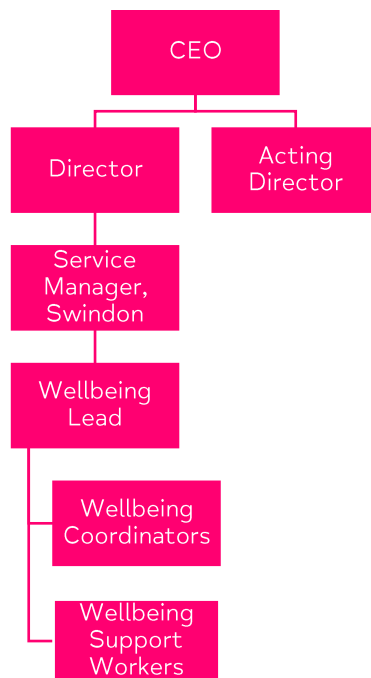 CEO
Director
Acting
Director
Service
Manager,
Swindon
Wellbeing
Lead
Wellbeing
Coordinators
Wellbeing
Support
Workers